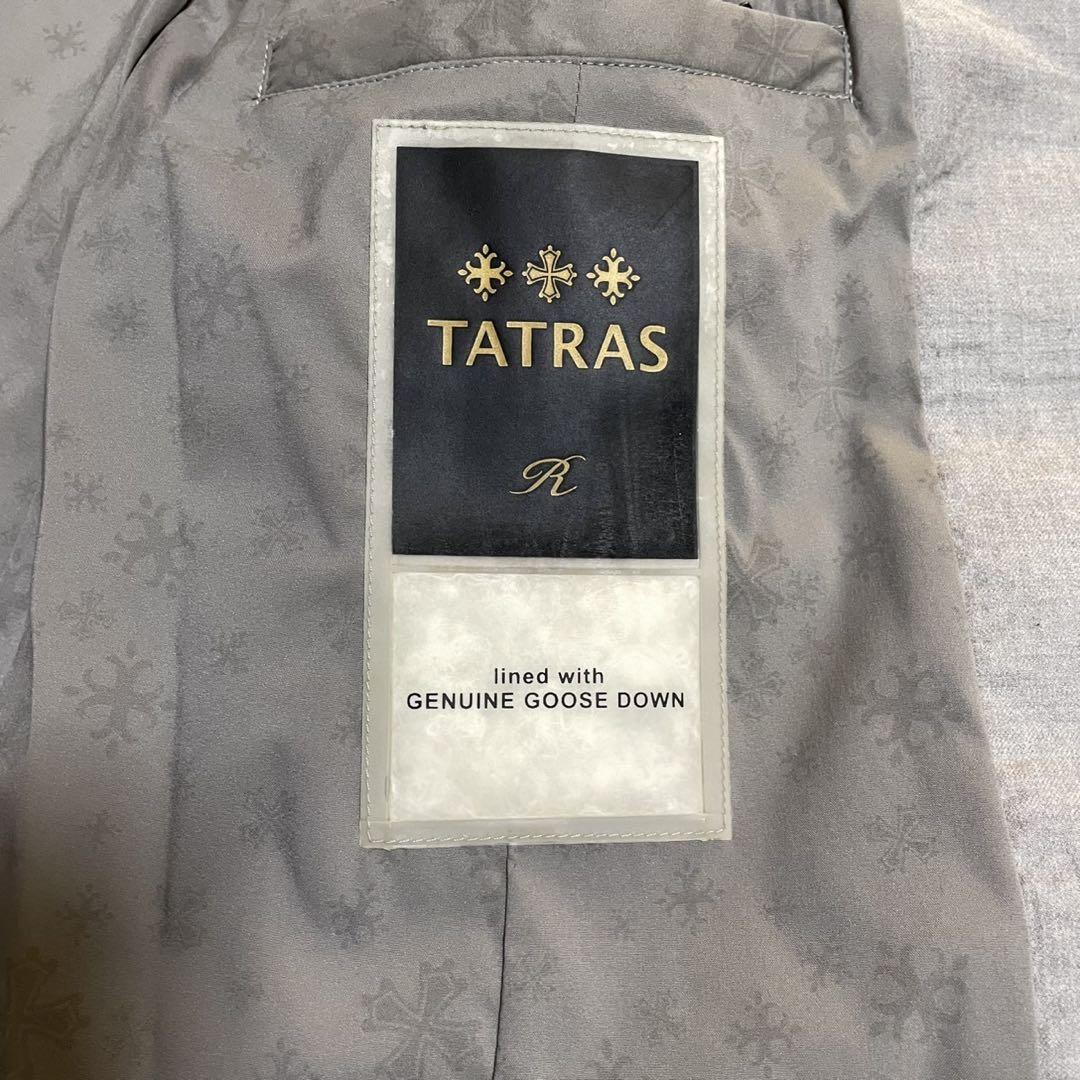 TATRAS
R
lined with
GENUINE GOOSE DOWN